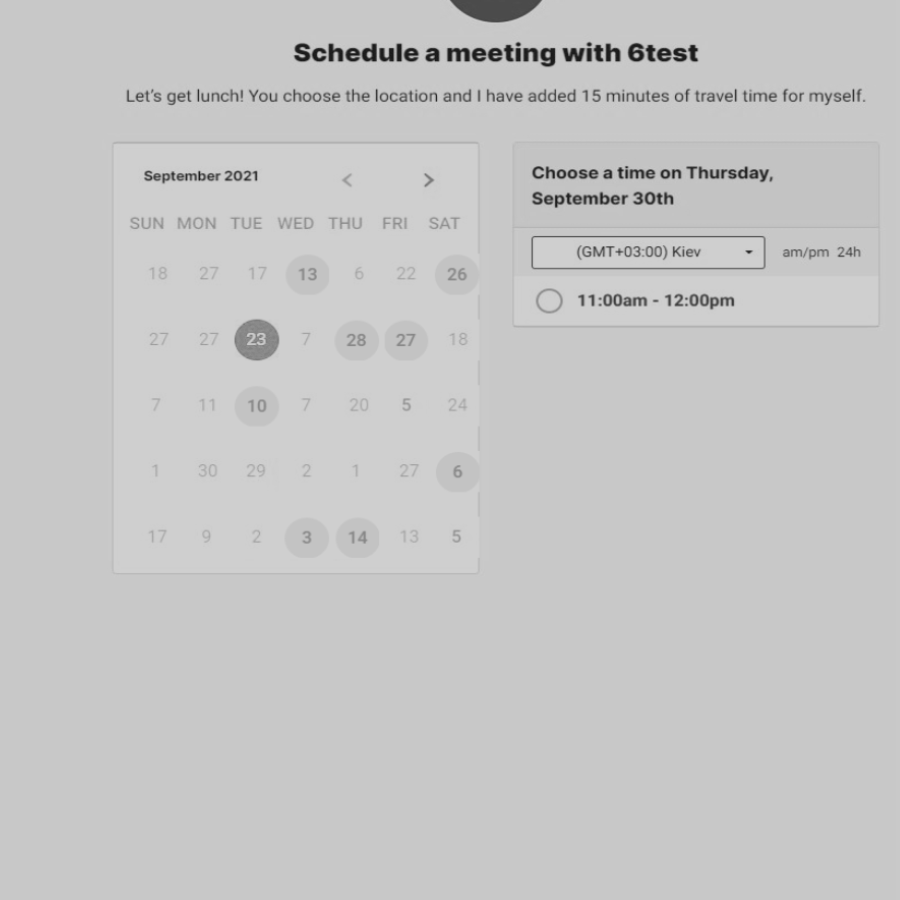 Schedule a meeting with 6test
Let's get lunch! You choose the location and I have added 15 minutes of travel time for myself.
September 2021 < >
SUN MON TUE WED THU FRI SAT
18 27 17 13 6 22 26
27 27 23 7 28 27 18
7 11 10 7 20 5 24
1 30 29 2 1 27 6
17 9 2 3 14 13 5
Choose a time on Thursday,
September 30th
(GMT+03:00) Kiev am/pm 24h
11:00am - 12:00pm